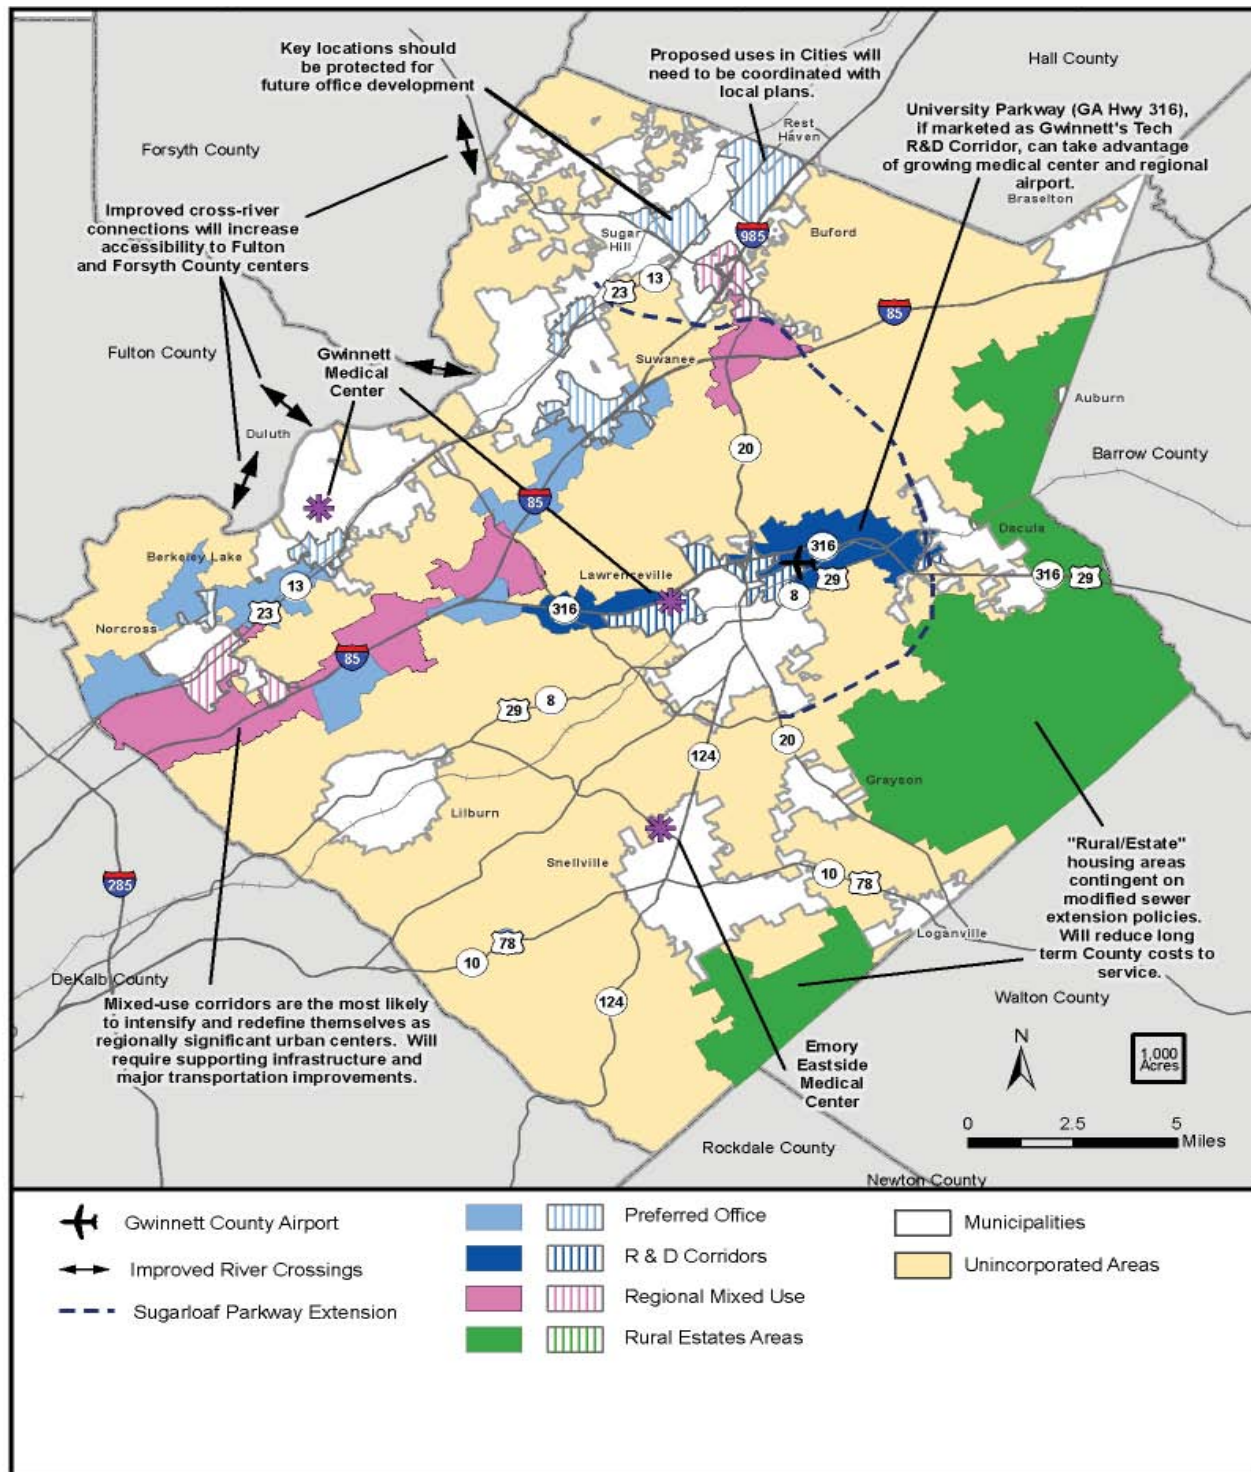 Key locations should
be protected for
future office development
Proposed uses in Cities will
need to be coordinated with
local plans.
Hall County
University Parkway (GA Hwy 316),
if marketed as Gwinnett's Tech
R&D Corridor, can take advantage
of growing medical center and regional
airport.
Rest
Haven
Forsyth County
Braselton
Improved cross-river
connections will increase
accessibility to Fulton
and Forsyth County centers
Sugar
Hill
985
Buford
23
13
85
Fulton County
Gwinnett
Medical
Center
Suwanee
Auburn
Duluth
20
Barrow County
85
Dacula
Berkeley Lake
316
13
Lawrenceville
29
316
29
23
316
8
Norcross
85
29
8
20
124
Grayson
Lilburn
Snellville
285
10
78
"Rural/Estate"
housing areas
contingent on
modified sewer
extension policies.
Will reduce long
term County costs to
service.
78
10
Loganville
DeKalb County
124
Walton County
Mixed-use corridors are the most likely
to intensify and redefine themselves as
regionally significant urban centers. Will
require supporting infrastructure and
major transportation improvements.
Emory
Eastside
Medical
Center
N
1,000
Acres
0 2.5 5
Miles
Rockdale County
Newton County
Gwinnett County Airport
Improved River Crossings
Sugarloaf Parkway Extension
Preferred Office
R & D Corridors
Regional Mixed Use
Rural Estates Areas
Municipalities
Unincorporated Areas